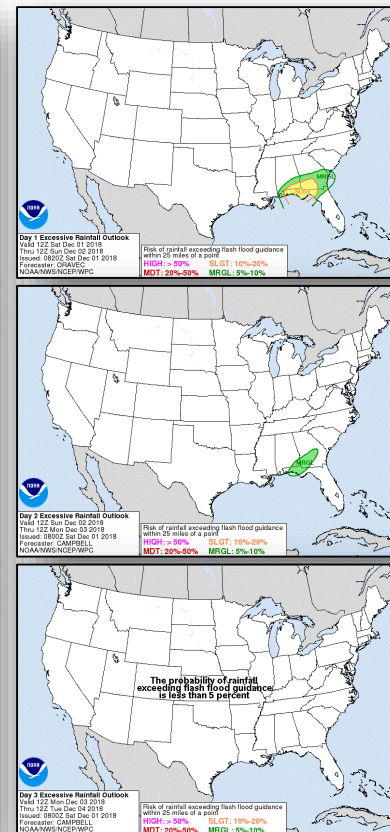 MRGL
SLGT
NOAA
Day 1 Excessive Rainfall Outlook
Valid 12Z Sat Dec 01 2018
Thru 12Z Sun Dec 02 2018
Issued: 0820Z Sat Dec 01 2018
Forecaster: ORAVEC
NOAA/NWS/NCEP/WPC
Risk of rainfall exceeding flash flood guidance
within 25 miles of a point
HIGH: > 50% SLGT: 10%-20%
MDT: 20%-50% MRGL: 5%-10%
MRGL
NOAA
Day 2 Excessive Rainfall Outlook
Valid 12Z Sun Dec 02 2018
Thru 12Z Mon Dec 03 2018
Issued: 0800Z Sat Dec 01 2018
Forecaster: CAMPBELL
NOAA/NWS/NCEP/WPC
Risk of rainfall exceeding flash flood guidance
within 25 miles of a point
HIGH: > 50% SLGT: 10%-20%
MDT: 20%-50% MRGL: 5%-10%
The probability of rainfall
exceeding flash flood guidance
is less than 5 percent
NOAA
Day 3 Excessive Rainfall Outlook
Valid 12Z Mon Dec 03 2018
Thru 12Z Tue Dec 04 2018
Issued: 0800Z Sat Dec 01 2018
Forecaster: CAMPBELL
NOAA/NWS/NCEP/WPC
Risk of rainfall exceeding flash flood guidance
within 25 miles of a point
HIGH: > 50% SLGT: 10%-20%
MDT: 20%-50% MRGL: 5%-10%